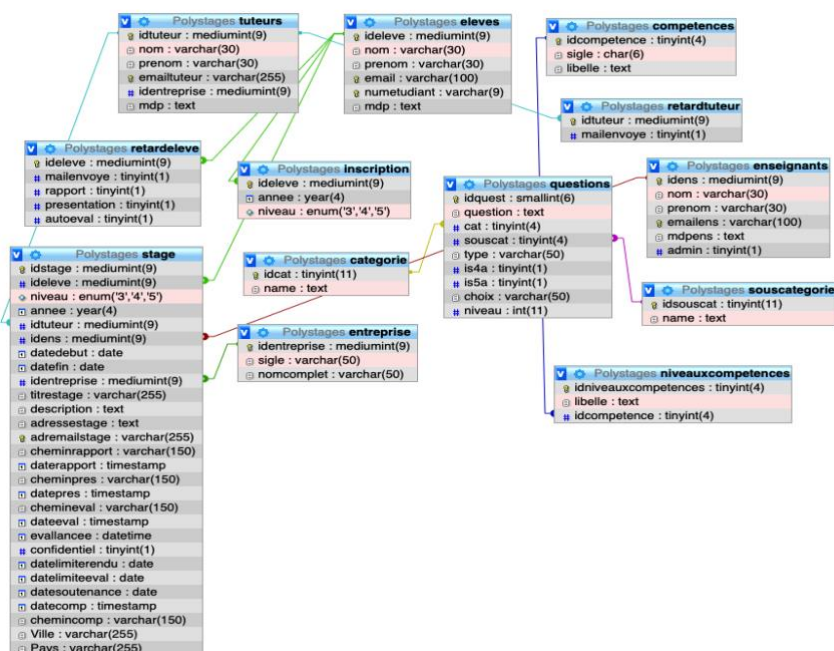 Polystages tuteurs
idtuteur : mediumint(9)
nom : varchar(30)
prenom : varchar(30)
emailtuteur : varchar(255)
identreprise : mediumint(9)
mdp : text
Polystages eleves
ideleve : mediumint(9)
nom : varchar(30)
prenom : varchar(30)
email : varchar(100)
numetudiant : varchar(9)
mdp : text
Polystages competences
idcompetence : tinyint(4)
sigle : char(6)
libelle : text
Polystages retardtuteur
idtuteur : mediumint(9)
mailenvoye : tinyint(1)
Polystages retardeleve
ideleve : mediumint(9)
mailenvoye : tinyint(1)
rapport : tinyint(1)
presentation : tinyint(1)
autoeval : tinyint(1)
Polystages inscription
ideleve : mediumint(9)
annee : year(4)
niveau : enum('3','4','5')
Polystages questions
idquest : smallint(6)
question : text
cat : tinyint(4)
souscat : tinyint(4)
type : varchar(50)
is4a : tinyint(1)
is5a : tinyint(1)
choix : varchar(50)
niveau : int(11)
Polystages enseignants
idens : mediumint(9)
nom : varchar(30)
prenom : varchar(30)
emailens : varchar(100)
mdpens : text
admin : tinyint(1)
Polystages stage
idstage : mediumint(9)
ideleve : mediumint(9)
niveau : enum('3','4','5')
annee : year(4)
idtuteur : mediumint(9)
idens : mediumint(9)
datedebut : date
datefin : date
identreprise : mediumint(9)
titrestage : varchar(255)
description : text
adressestage : text
adremailstage : varchar(255)
cheminrapport : varchar(150)
daterapport : timestamp
cheminpres : varchar(150)
datepres : timestamp
chemineval : varchar(150)
dateeval : timestamp
evallancee : datetime
confidentiel : tinyint(1)
datelimiterendu : date
datelimiteeval : date
datesoutenance : date
datecomp : timestamp
chemincomp : varchar(150)
Ville : varchar(255)
Pays : varchar(255)
Polystages categorie
idcat : tinyint(11)
name : text
Polystages entreprise
identreprise : mediumint(9)
sigle : varchar(50)
nomcomplet : varchar(50)
Polystages souscategorie
idsouscat : tinyint(11)
name : text
Polystages niveauxcompetences
idniveauxcompetences : tinyint(4)
libelle : text
idcompetence : tinyint(4)